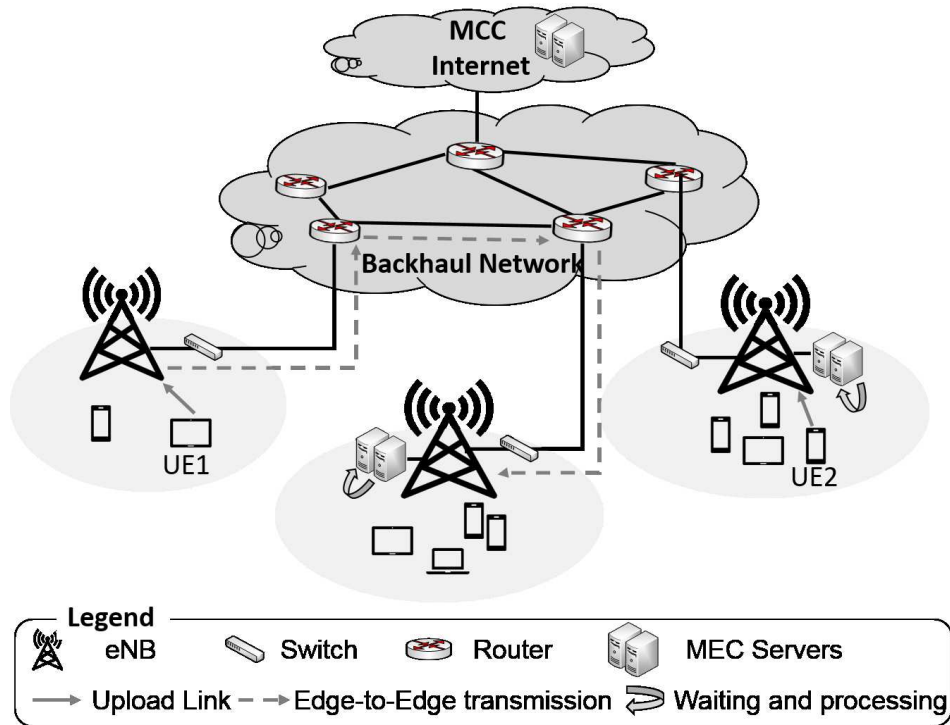 MCC
Internet
Backhaul Network
UE1
UE2
Legend
eNB Switch Router MEC Servers
Upload Link Edge-to-Edge transmission Waiting and processing